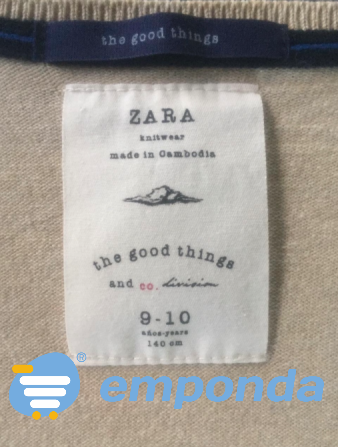 the good things
ZARA
knitwear
made in Cambodia
the good things
and co. division
9-10
años-years
140 cm
® emponda